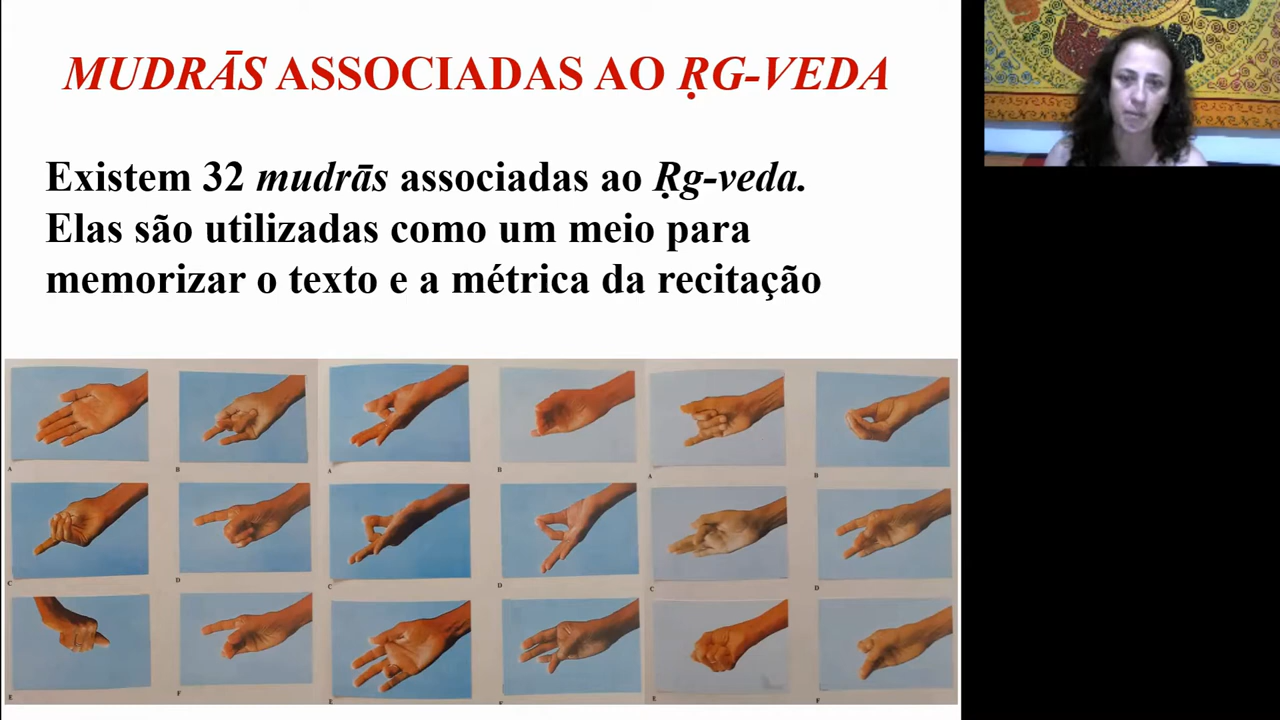 MUDRĀS ASSOCIADAS AO ṚG-VEDA
Existem 32 mudrās associadas ao Ṛg-veda.
Elas são utilizadas como um meio para
memorizar o texto e a métrica da recitação
A B A B A B
C D C D C D
E F E F E F